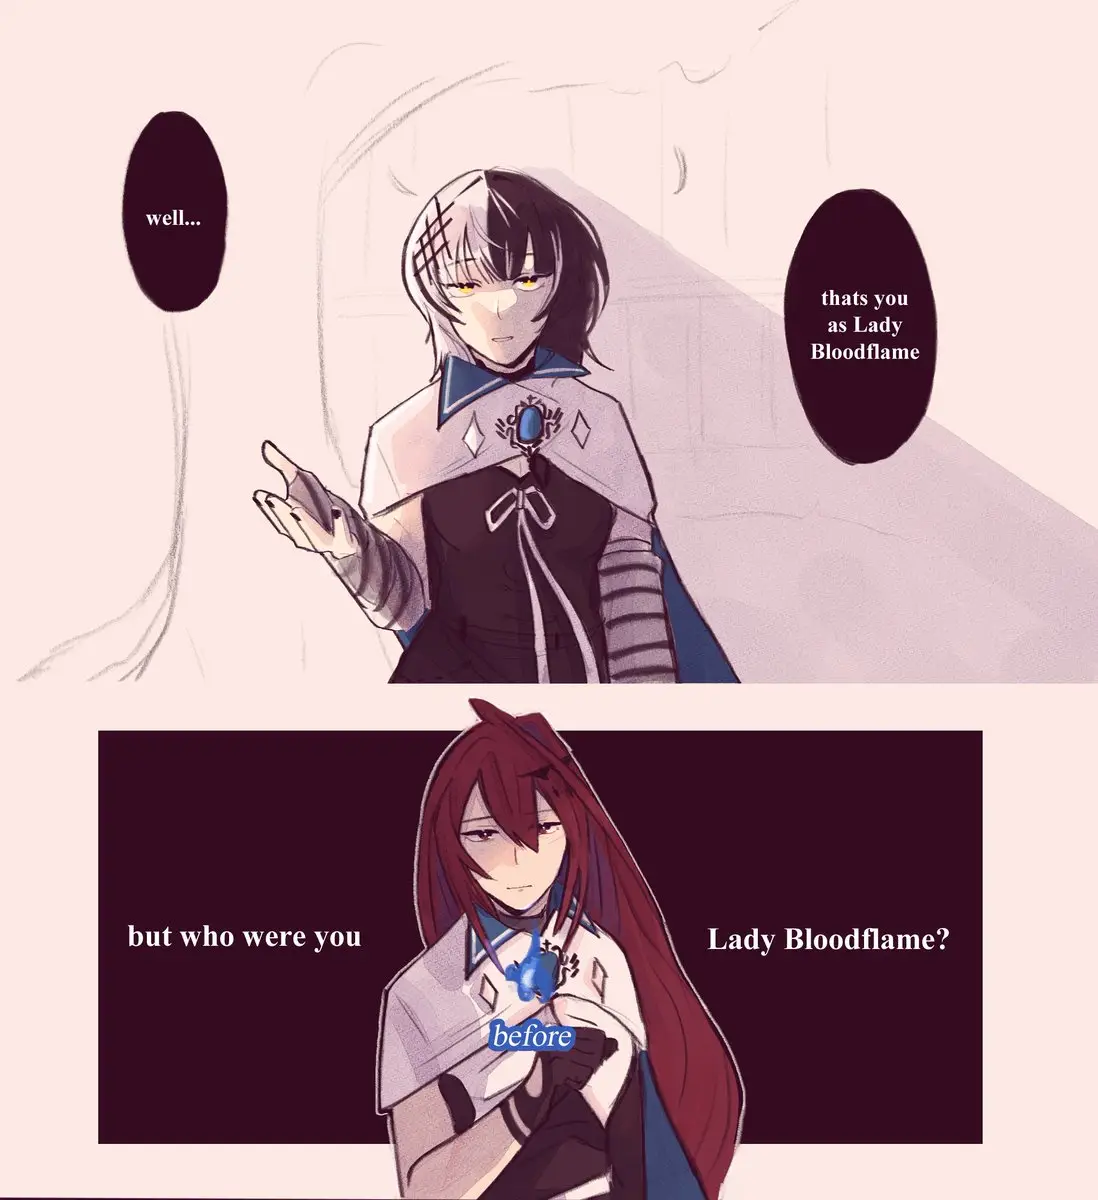 well...
thats you
as Lady
Bloodflame
but who were you
before
Lady Bloodflame?